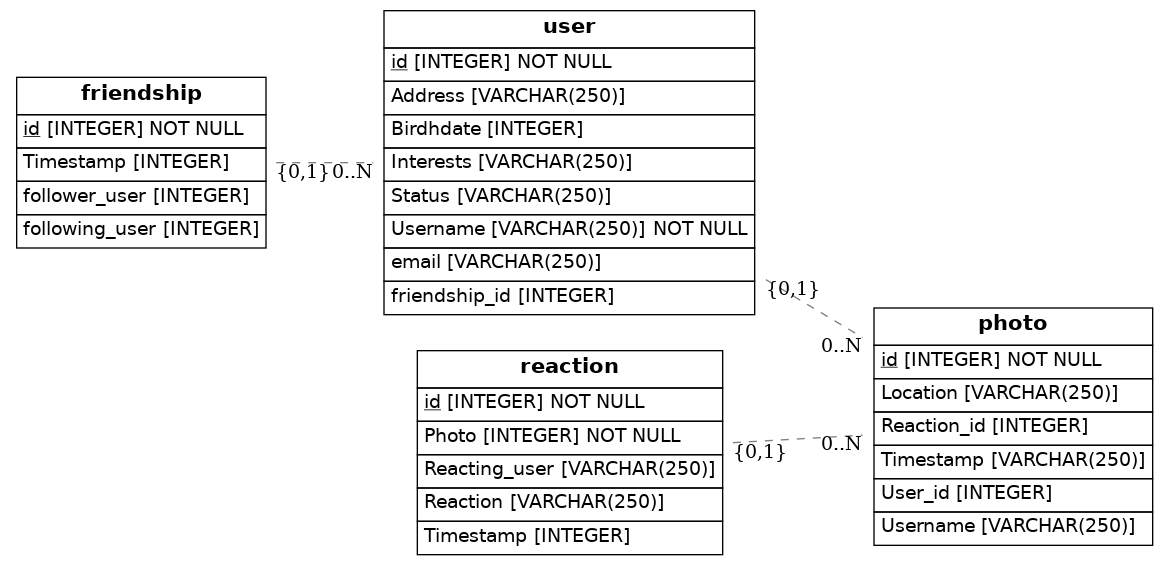 friendship
id [INTEGER] NOT NULL
Timestamp [INTEGER]
follower_user [INTEGER]
following_user [INTEGER]
{0,1}
0..N
user
id [INTEGER] NOT NULL
Address [VARCHAR(250)]
Birdhdate [INTEGER]
Interests [VARCHAR(250)]
Status [VARCHAR(250)]
Username [VARCHAR(250)] NOT NULL
email [VARCHAR(250)]
friendship_id [INTEGER]
{0,1}
0..N
reaction
id [INTEGER] NOT NULL
Photo [INTEGER] NOT NULL
Reacting_user [VARCHAR(250)]
Reaction [VARCHAR(250)]
Timestamp [INTEGER]
{0,1}
0..N
photo
id [INTEGER] NOT NULL
Location [VARCHAR(250)]
Reaction_id [INTEGER]
Timestamp [VARCHAR(250)]
User_id [INTEGER]
Username [VARCHAR(250)]